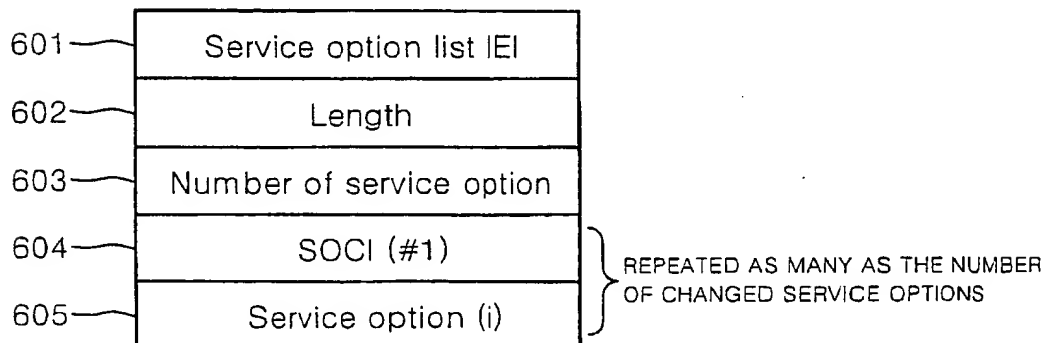 601 Service option list IEI
602 Length
603 Number of service option
604 SOCI (#1)
605 Service option (i)
REPEATED AS MANY AS THE NUMBER
OF CHANGED SERVICE OPTIONS